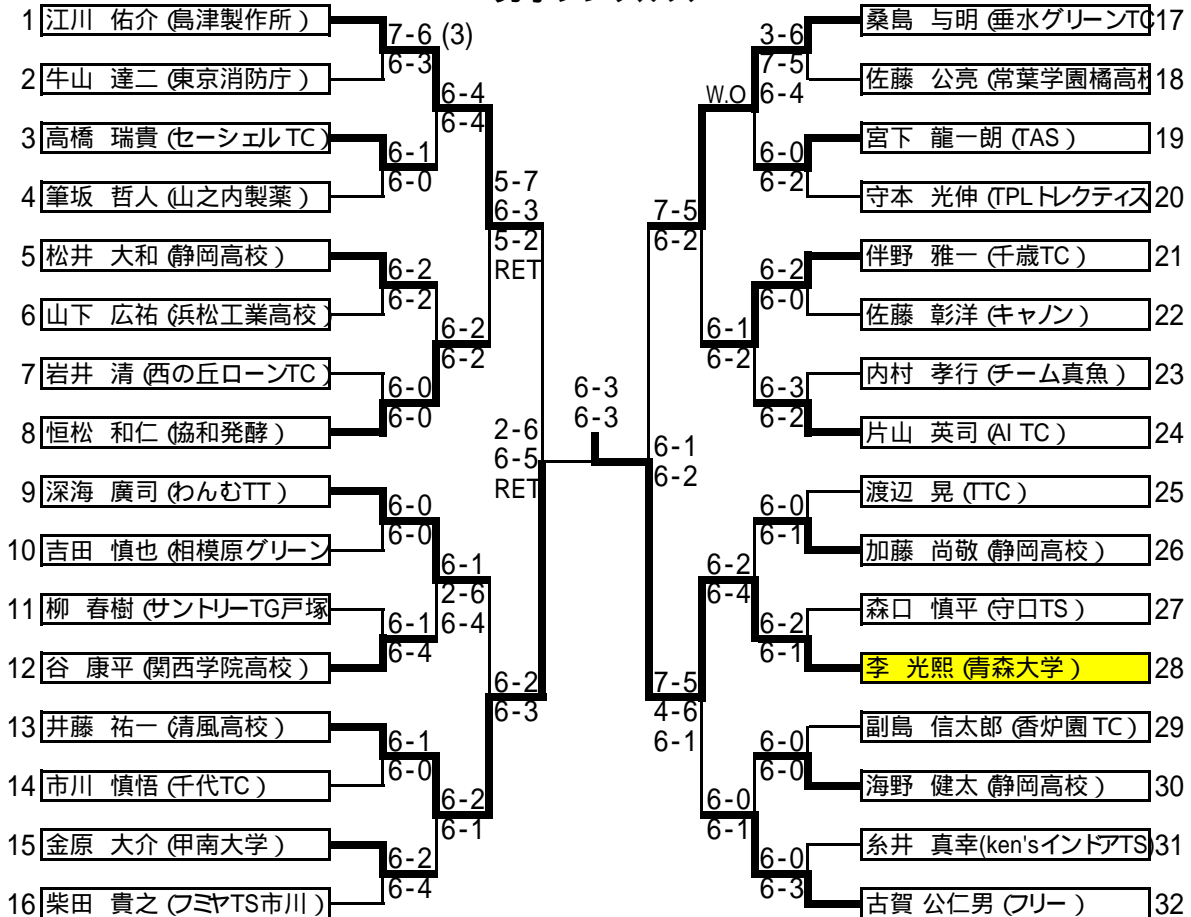 1 江川 佑介 (島津製作所)
2 牛山 達二 (東京消防庁)
3 高橋 瑞貴 (セーシェル TC)
4 筆坂 哲人 (山之内製薬)
5 松井 大和 (静岡高校)
6 山下 広祐 (浜松工業高校)
7 岩井 清 (西の丘ローンTC)
8 恒松 和仁 (協和発酵)
9 深海 廣司 (わんむTT)
10 吉田 慎也 (相模原グリーン
11 柳 春樹 (サントリーTG戸塚
12 谷 康平 (関西学院高校)
13 井藤 祐一 (清風高校)
14 市川 慎悟 (千代TC)
15 金原 大介 (甲南大学)
16 柴田 貴之 (フミヤTS市川)
7-6 (3)
6-3
6-1
6-0
6-2
6-2
6-0
6-0
6-0
6-0
6-1
6-4
6-1
6-0
6-2
6-4
6-4
6-4
6-2
6-2
6-1
2-6
6-4
6-2
6-1
5-7
6-3
5-2
RET
6-2
6-3
2-6
6-5
RET
6-3
6-3
6-1
6-2
7-5
6-2
7-5
4-6
6-1
W.O
6-1
6-2
6-2
6-4
6-0
6-1
3-6
7-5
6-4
6-0
6-2
6-2
6-0
6-3
6-2
6-0
6-1
6-2
6-1
6-0
6-0
6-0
6-3
桑島 与明 (垂水グリーンTC 17
佐藤 公亮 (常葉学園橘高校 18
宮下 龍一朗 (TAS) 19
守本 光伸 (TPLトレクティス 20
伴野 雅一 (千歳TC) 21
佐藤 彰洋 (キャノン) 22
内村 孝行 (チーム真魚) 23
片山 英司 (AI TC) 24
渡辺 晃 (TTC) 25
加藤 尚敬 (静岡高校) 26
森口 慎平 (守口TS) 27
李 光熙 (青森大学) 28
副島 信太郎 (香炉園 TC) 29
海野 健太 (静岡高校) 30
糸井 真幸(ken'sインドアTS) 31
古賀 公仁男 (フリー) 32